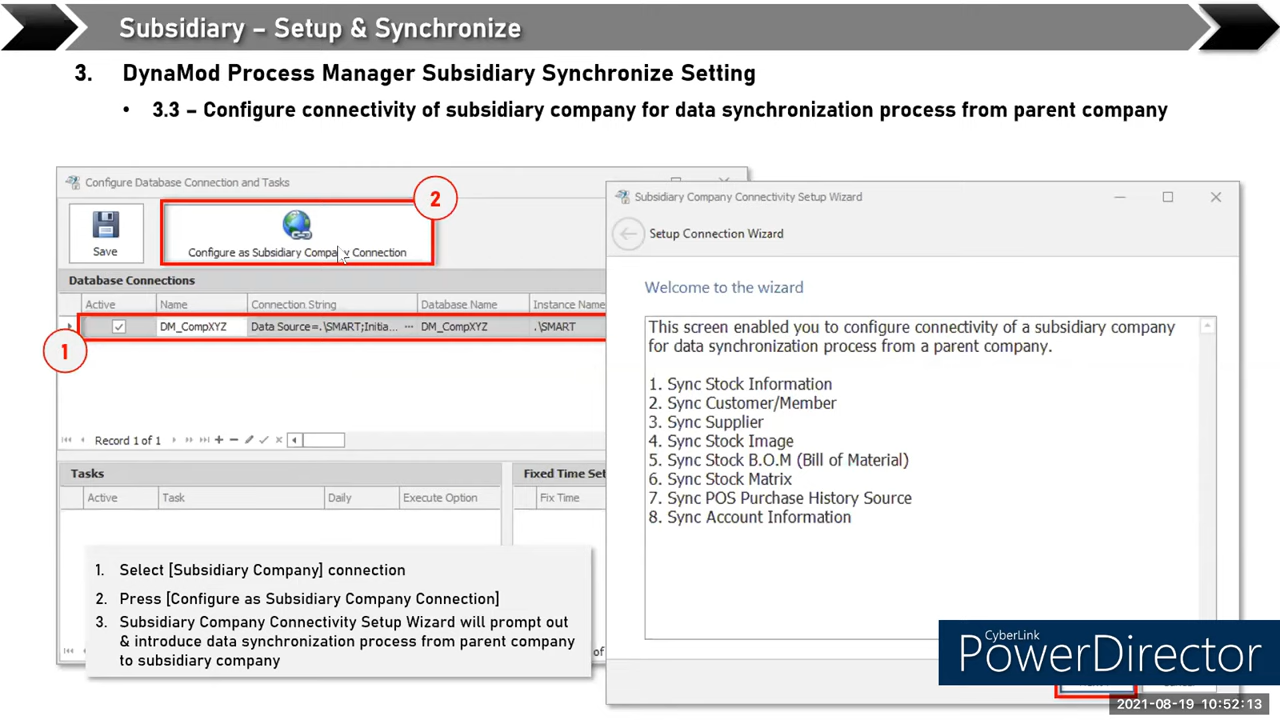 Subsidiary – Setup & Synchronize
3. DynaMod Process Manager Subsidiary Synchronize Setting
• 3.3 – Configure connectivity of subsidiary company for data synchronization process from parent company
Configure Database Connection and Tasks
2
Save
Configure as Subsidiary Company Connection
Database Connections
Active Name Connection String Database Name Instance Name
DM_CompXYZ Data Source=.\SMART;Initia... ... DM_CompXYZ .\SMART
1
Record 1 of 1
Tasks
Fixed Time Set
Active Task Daily Execute Option
Fix Time
1. Select [Subsidiary Company] connection
2. Press [Configure as Subsidiary Company Connection]
3. Subsidiary Company Connectivity Setup Wizard will prompt out
& introduce data synchronization process from parent company
to subsidiary company
of
Subsidiary Company Connectivity Setup Wizard
Setup Connection Wizard
Welcome to the wizard
This screen enabled you to configure connectivity of a subsidiary company
for data synchronization process from a parent company.
1. Sync Stock Information
2. Sync Customer/Member
3. Sync Supplier
4. Sync Stock Image
5. Sync Stock B.O.M (Bill of Material)
6. Sync Stock Matrix
7. Sync POS Purchase History Source
8. Sync Account Information
CyberLink
PowerDirector
2021-08-19 10:52:13